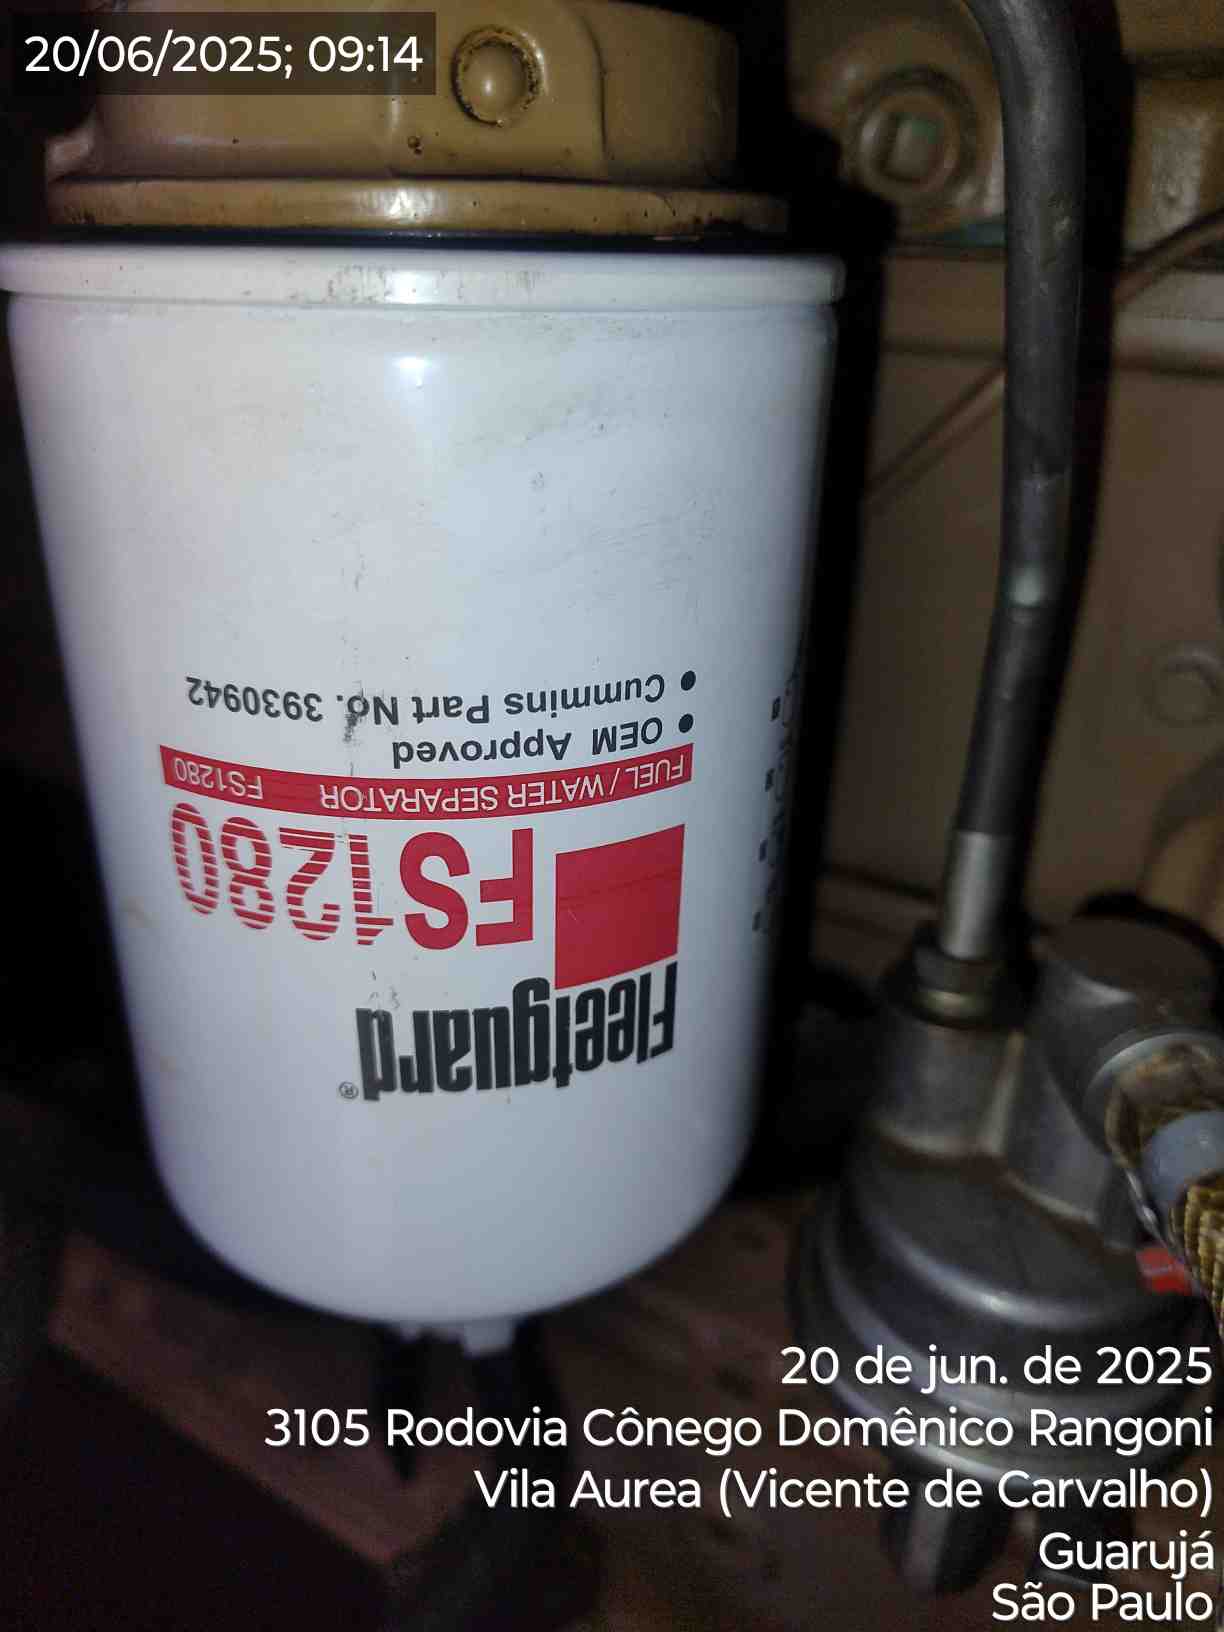 20/06/2025; 09:14
Fleetguard®
FS1280
FUEL / WATER SEPARATOR FS1280
• OEM Approved
• Cummins Part No. 3930942
20 de jun. de 2025
3105 Rodovia Cônego Domênico Rangoni
Vila Aurea (Vicente de Carvalho)
Guarujá
São Paulo